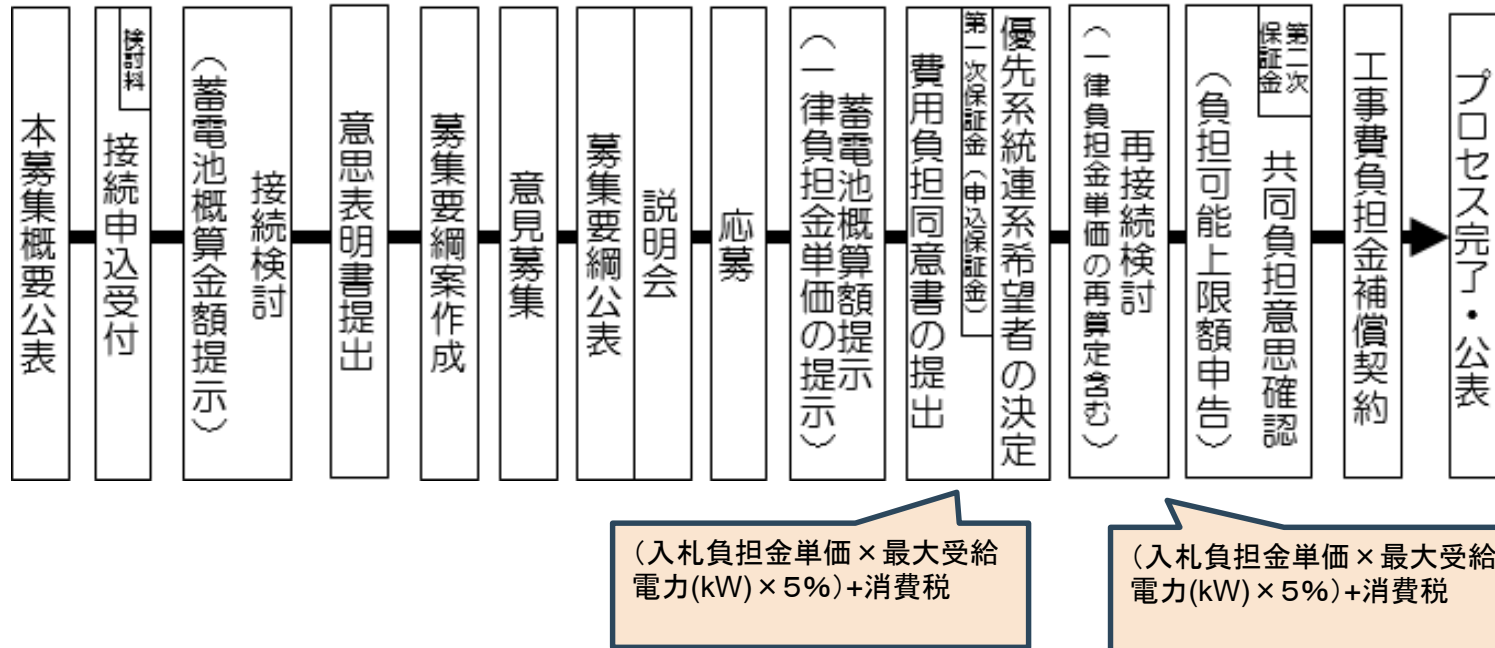 本募集概要公表
検討料
接続申込受付
接続検討
（蓄電池概算金額提示）
意思表明書提出
募集要綱案作成
意見募集
募集要綱公表
説明会
応募
蓄電池概算額提示
（一律負担金単価の提示）
第一次保証金（申込保証金）
費用負担同意書の提出
優先系統連系希望者の決定
再接続検討
（一律負担金単価の再算定含む）
第二次
保証金
共同負担意思確認
（負担可能上限額申告）
工事費負担金補償契約
プロセス完了・公表
（入札負担金単価×最大受給
電力(kW)×5%）+消費税
（入札負担金単価×最大受給
電力(kW)×5%）+消費税